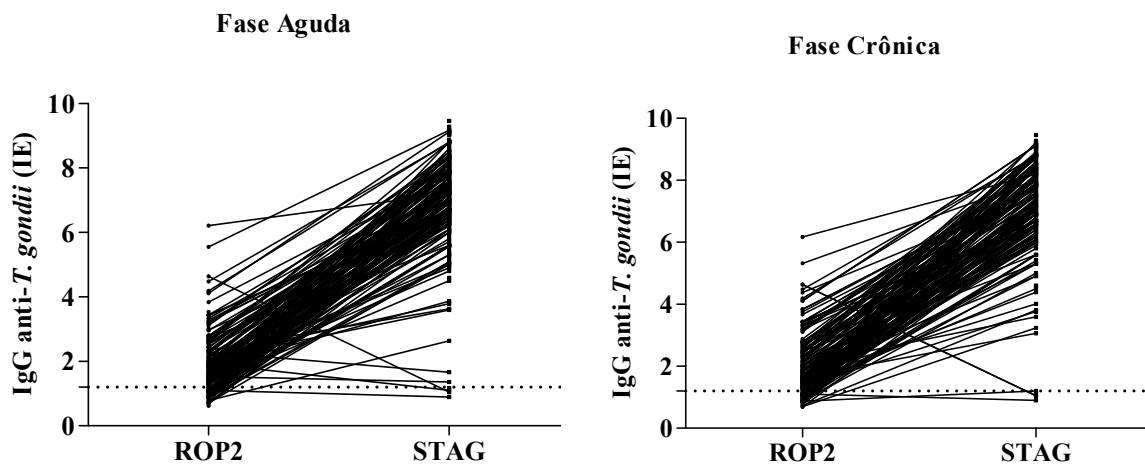 Fase Aguda
IgG anti-T. gondii (IE)
10
8
6
4
2
0
ROP2
STAG
Fase Crônica
IgG anti-T. gondii (IE)
10
8
6
4
2
0
ROP2
STAG